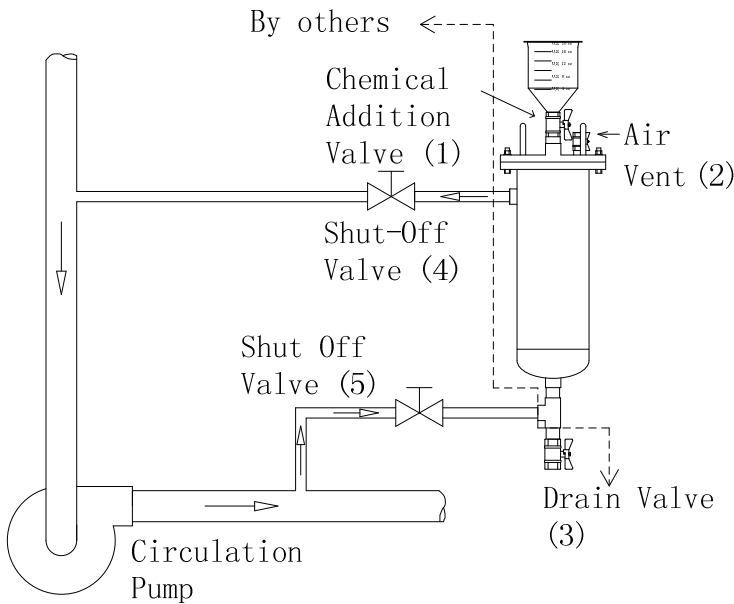 By others
Chemical
Addition
Valve (1)
Air
Vent (2)
Shut-Off
Valve (4)
Shut Off
Valve (5)
Drain Valve
(3)
Circulation
Pump